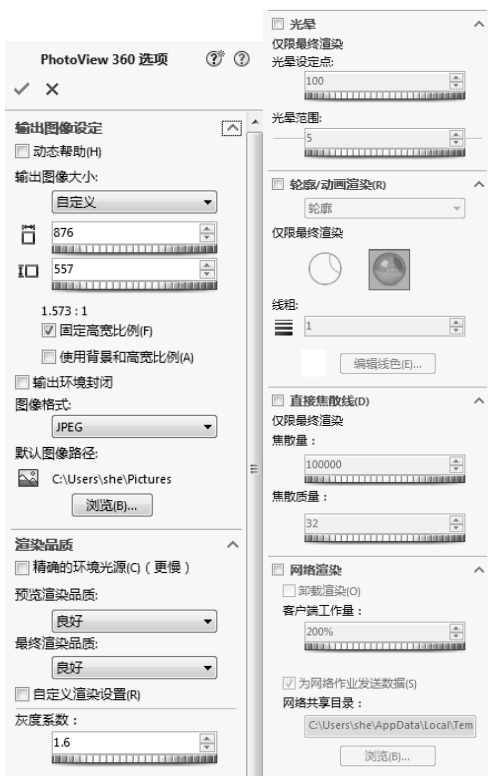 PhotoView 360 选项
输出图像设定
动态帮助(H)
输出图像大小:
自定义
876
557
1.573 : 1
固定高宽比例(F)
使用背景和高宽比例(A)
输出环境封闭
图像格式:
JPEG
默认图像路径:
C:\Users\she\Pictures
浏览(B)...
渲染品质
精确的环境光源(C) ( 更慢 )
预览渲染品质:
良好
最终渲染品质:
良好
自定义渲染设置(R)
灰度系数:
1.6
光晕
仅限最终渲染
光晕设定点:
100
光晕范围:
5
轮廓/动画渲染(R)
轮廓
仅限最终渲染
线粗:
1
编辑线色(E)...
直接焦散线(D)
仅限最终渲染
焦散量：
100000
焦散质量：
32
网络渲染
卸载渲染(O)
客户端工作量：
200%
为网络作业发送数据(S)
网络共享目录：
C:\Users\she\AppData\Local\Tem
浏览(B)...